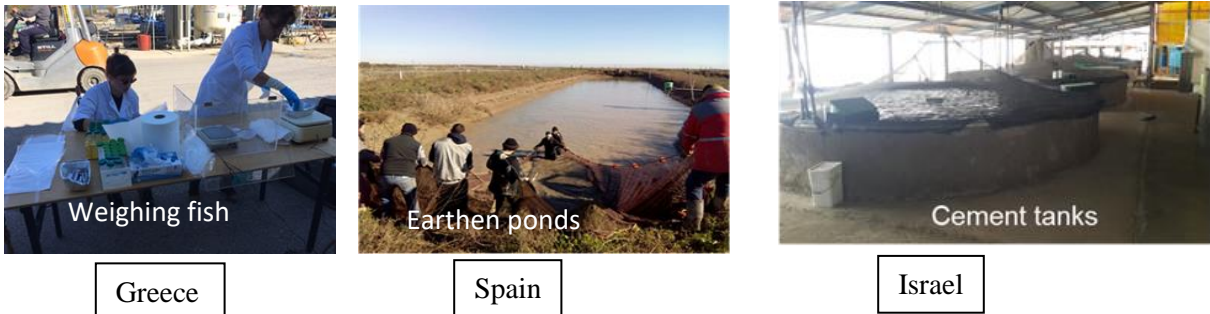 Weighing fish
Earthen ponds
Cement tanks
Greece
Spain
Israel